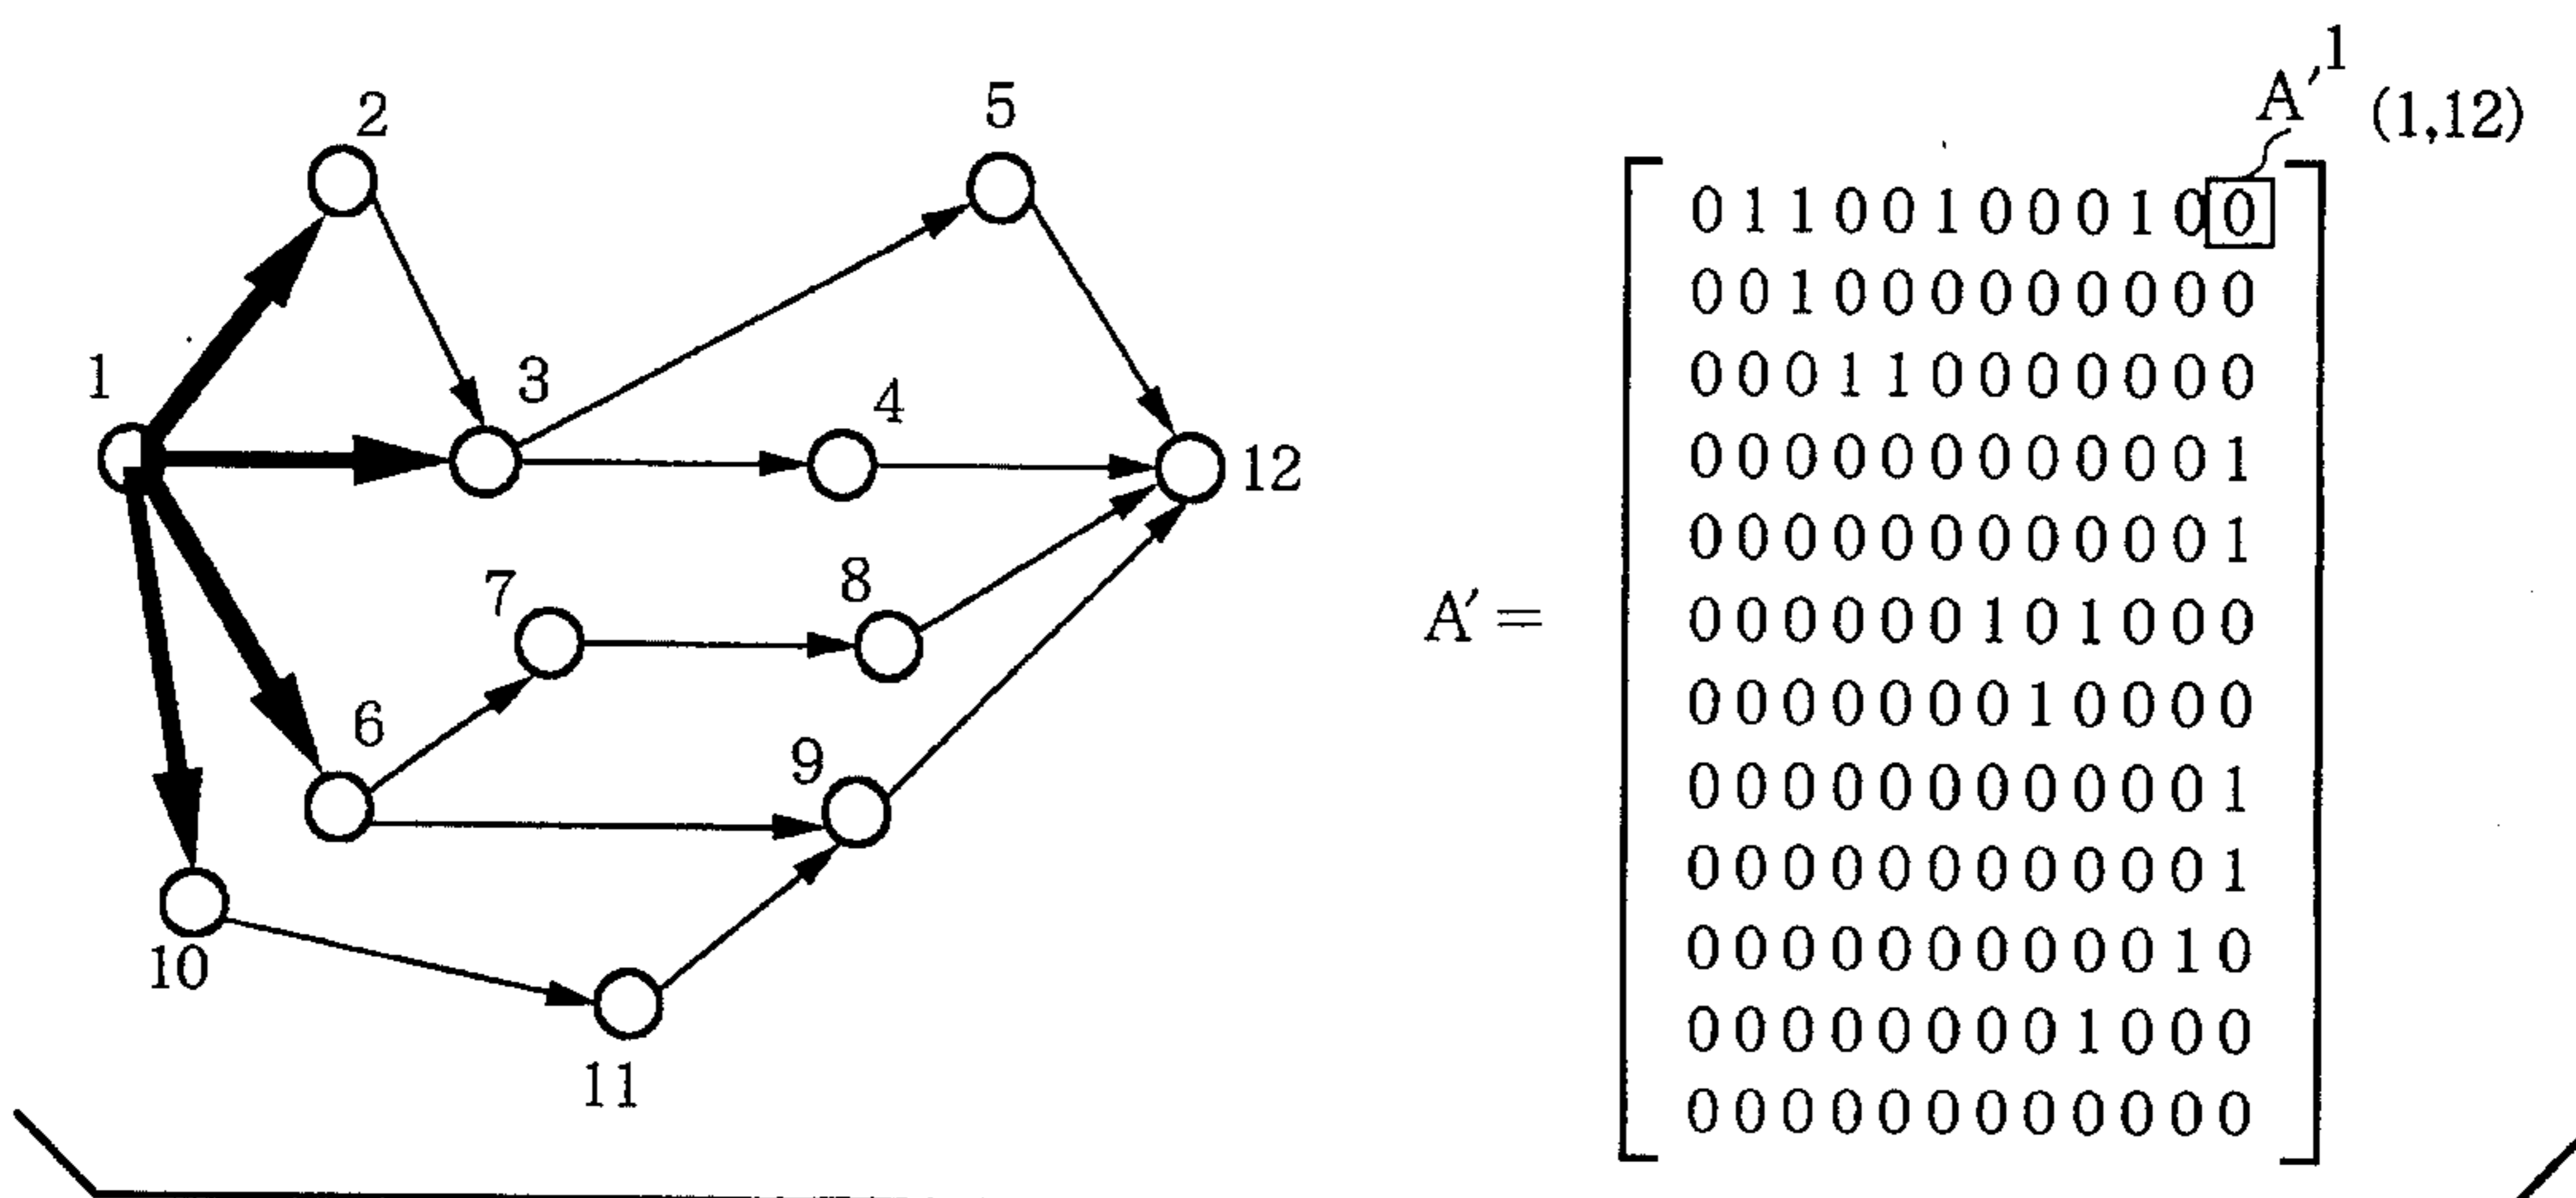 A′¹ (1,12)
2
5
1
3
4
12
7
8
6
9
10
11
A′ =
0 1 1 0 0 1 0 0 0 1 0 0
0 0 1 0 0 0 0 0 0 0 0 0
0 0 0 1 1 0 0 0 0 0 0 0
0 0 0 0 0 0 0 0 0 0 0 1
0 0 0 0 0 0 0 0 0 0 0 1
0 0 0 0 0 0 1 0 1 0 0 0
0 0 0 0 0 0 0 1 0 0 0 0
0 0 0 0 0 0 0 0 0 0 0 1
0 0 0 0 0 0 0 0 0 0 0 1
0 0 0 0 0 0 0 0 0 0 1 0
0 0 0 0 0 0 0 0 1 0 0 0
0 0 0 0 0 0 0 0 0 0 0 0